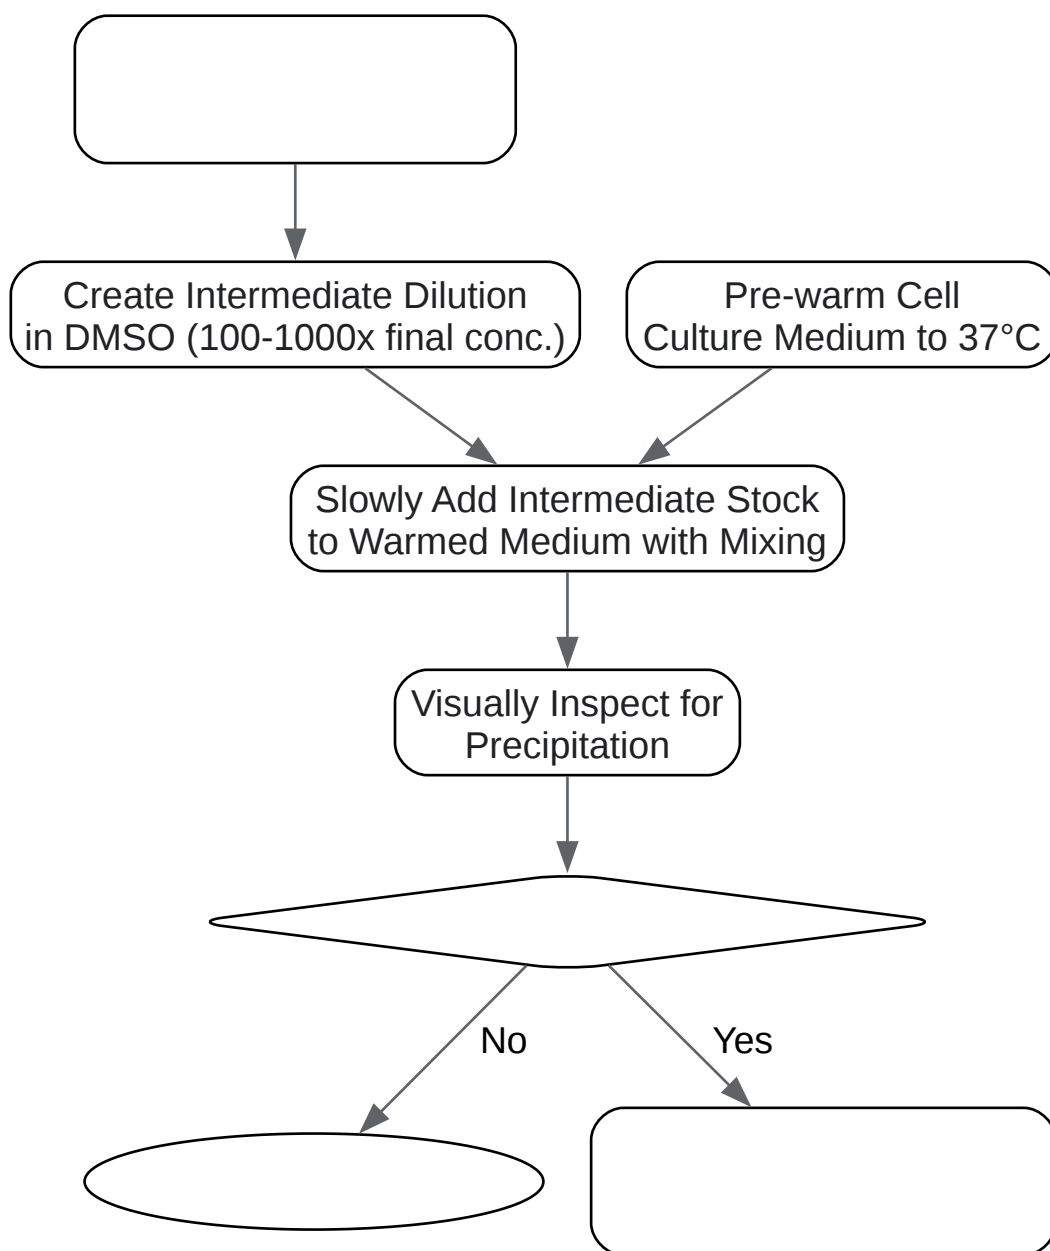 Create Intermediate Dilution
in DMSO (100-1000x final conc.)
Pre-warm Cell
Culture Medium to 37°C
Slowly Add Intermediate Stock
to Warmed Medium with Mixing
Visually Inspect for
Precipitation
No
Yes